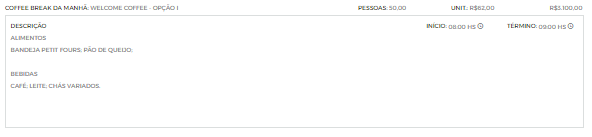 COFFEE BREAK DA MANHÃ: WELCOME COFFEE - OPÇÃO I PESSOAS: 50,00 UNIT.: R$62,00 R$3.100,00
DESCRIÇÃO INÍCIO: 08:00 HS TÉRMINO: 09:00 HS
ALIMENTOS
BANDEJA PETIT FOURS; PÃO DE QUEIJO;
BEBIDAS
CAFÉ; LEITE; CHÁS VARIADOS.